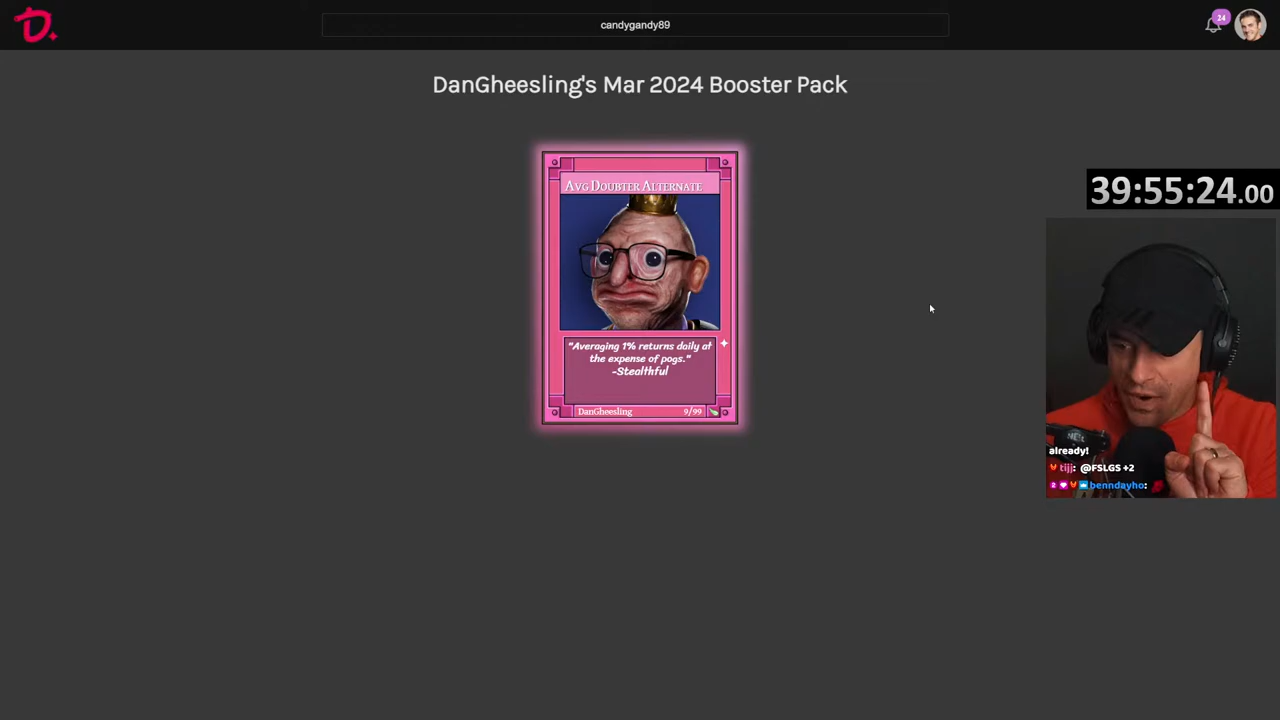 D.
candygandy89
24
DanGheesling's Mar 2024 Booster Pack
AVG DOUBTER ALTERNATE
"Averaging 1% returns daily at
the expense of pogs."
-Stealthful
DanGheesling 9/99
39:55:24.00
already!
tijj: @FSLGS +2
2 benndayho: